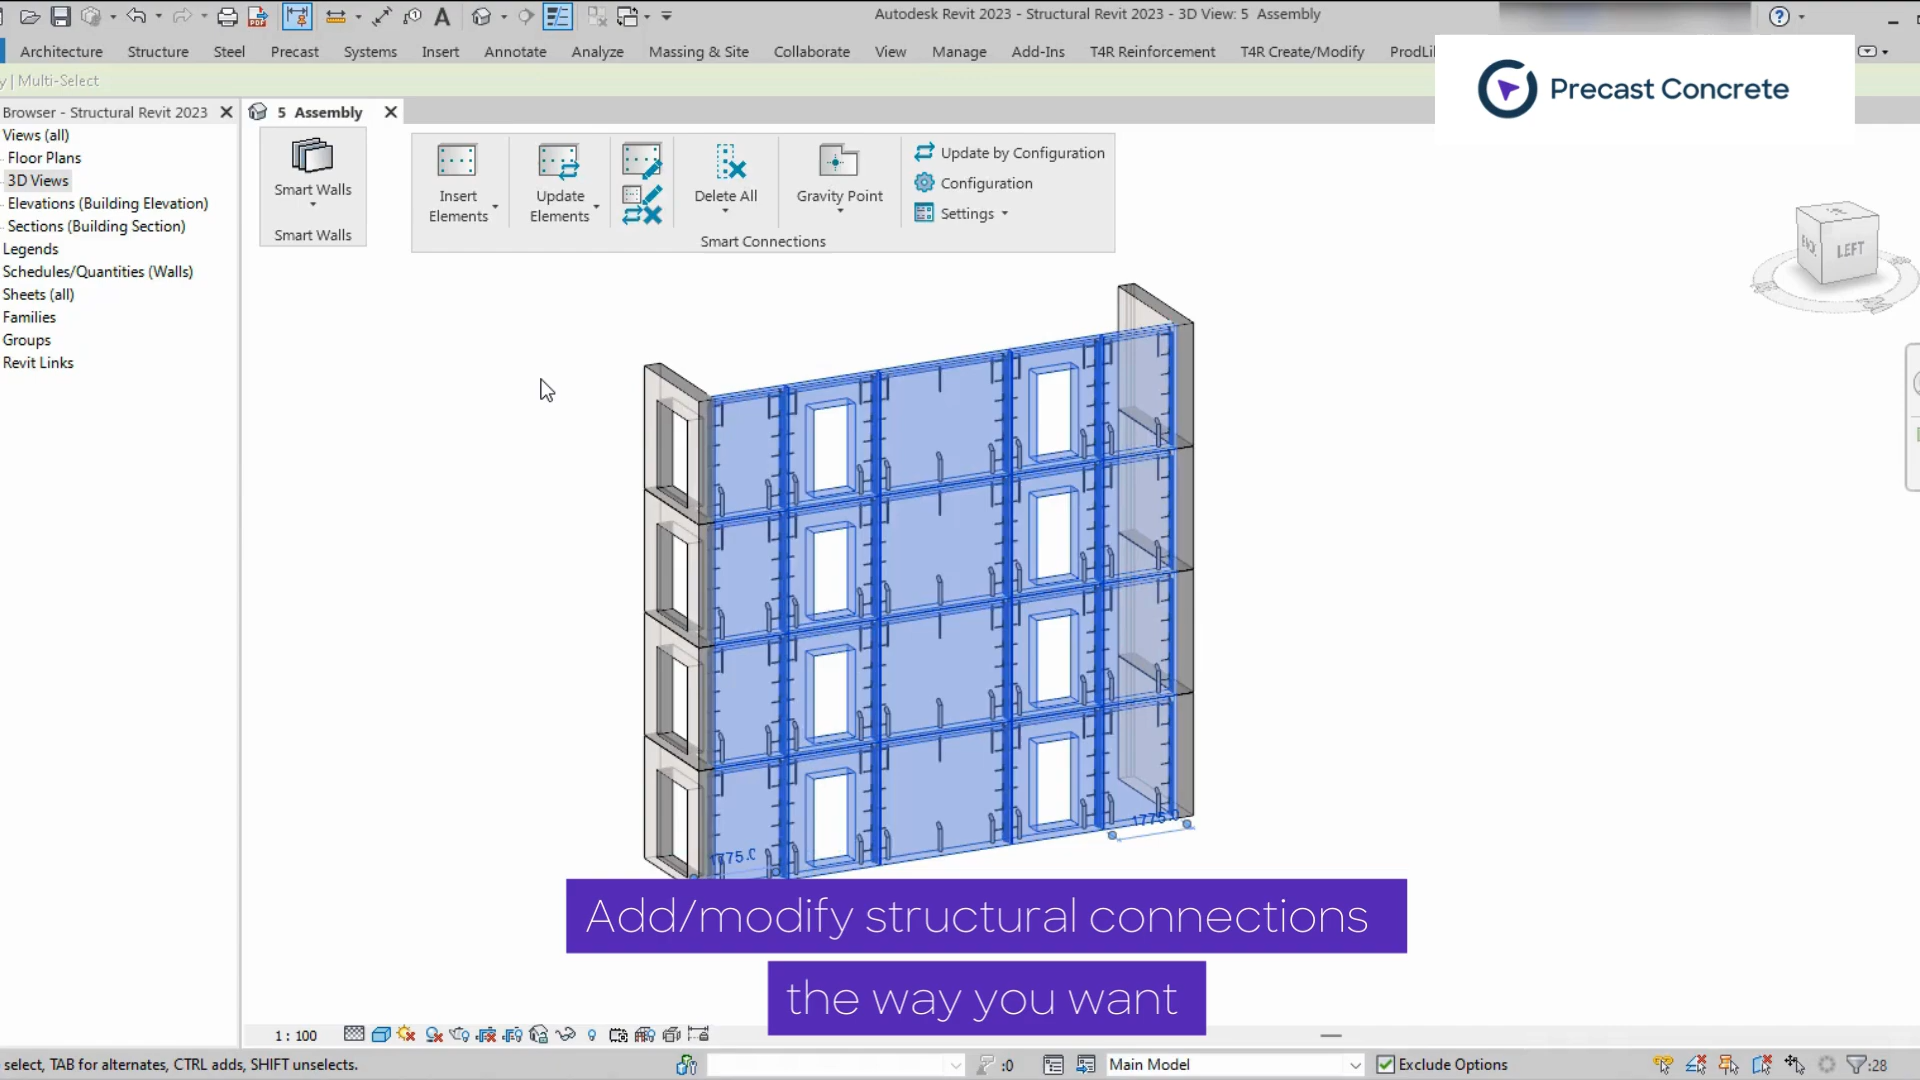 Autodesk Revit 2023 - Structural Revit 2023 - 3D View: 5 Assembly
Architecture Structure Steel Precast Systems Insert Annotate Analyze Massing & Site Collaborate View Manage Add-Ins T4R Reinforcement T4R Create/Modify
Precast Concrete
y | Multi-Select
Browser - Structural Revit 2023
5 Assembly
Views (all)
Floor Plans
3D Views
Elevations (Building Elevation)
Sections (Building Section)
Legends
Schedules/Quantities (Walls)
Sheets (all)
Families
Groups
Revit Links
Smart Walls
Smart Walls
Insert
Elements
Update
Elements
Delete All
Gravity Point
Update by Configuration
Configuration
Settings
Smart Connections
LEFT
BACK
1775.0
Add/modify structural connections
the way you want
1 : 100
select, TAB for alternates, CTRL adds, SHIFT unselects.
:0
Main Model
Exclude Options
:28